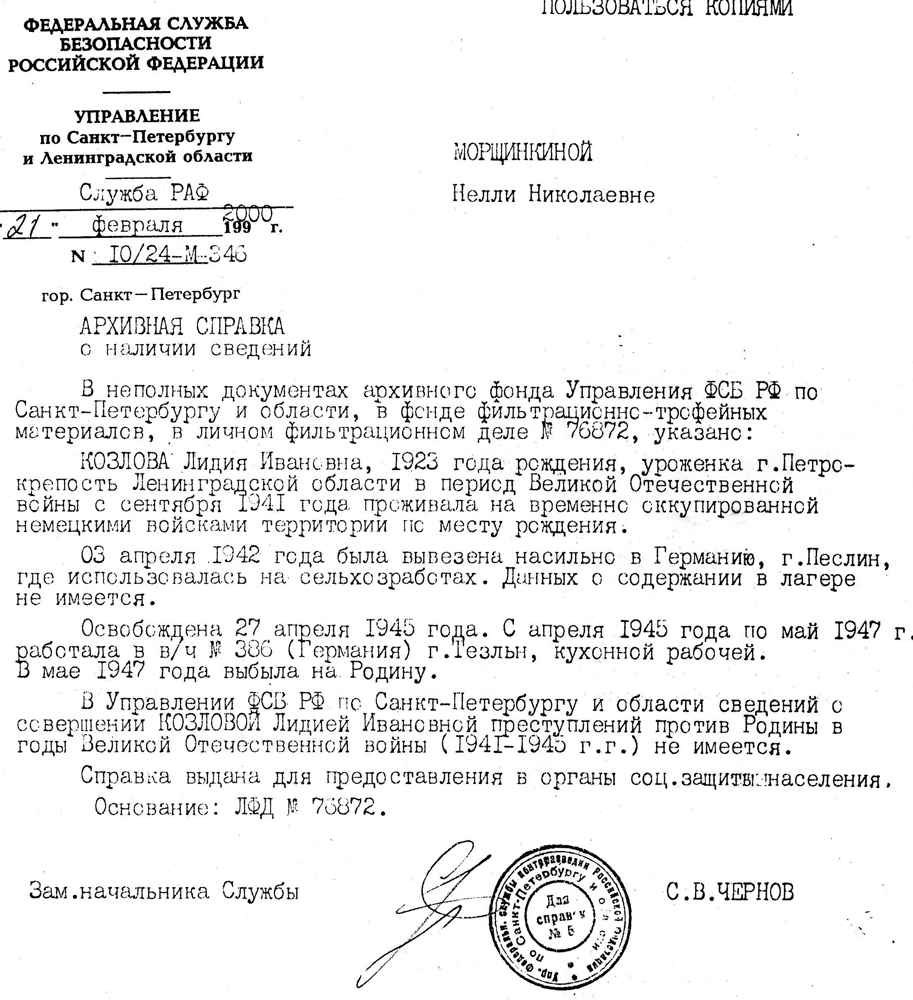 ПОЛЬЗОВАТЬСЯ КОПИЯМИ
ФЕДЕРАЛЬНАЯ СЛУЖБА
БЕЗОПАСНОСТИ
РОССИЙСКОЙ ФЕДЕРАЦИИ
УПРАВЛЕНИЕ
по Санкт-Петербургу
и Ленинградской области
Служба РАФ
"21" февраля 199 2000 г.
N 10/24-М-346
гор. Санкт-Петербург
МОРЩИНКИНОЙ
Нелли Николаевне
АРХИВНАЯ СПРАВКА
о наличии сведений
В неполных документах архивного фонда Управления ФСБ РФ по
Санкт-Петербургу и области, в фонде фильтрационно-трофейных
материалов, в личном фильтрационном деле № 76872, указано:
КОЗЛОВА Лидия Ивановна, 1923 года рождения, уроженка г.Петро-
крепость Ленинградской области в период Великой Отечественной
войны с сентября 1941 года проживала на временно оккупированной
немецкими войсками территории по месту рождения.
03 апреля 1942 года была вывезена насильно в Германию, г.Песлин,
где использовалась на сельхозработах. Данных о содержании в лагере
не имеется.
Освобождена 27 апреля 1945 года. С апреля 1945 года по май 1947 г.
работала в в/ч № 386 (Германия) г.Тезльн, кухонной рабочей.
В мае 1947 года выбыла на Родину.
В Управлении ФСБ РФ по Санкт-Петербургу и области сведений о
совершении КОЗЛОВОЙ Лидией Ивановной преступлений против Родины в
годы Великой Отечественной войны (1941-1945 г.г.) не имеется.
Справка выдана для предоставления в органы соц.защиты населения.
Основание: ЛФД № 76872.
Зам.начальника Службы
С.В.ЧЕРНОВ
Упр. Федеральн. службы контрразведки Российской Федерации
по Санкт-Петербургу и области
Для
справок
№ 5